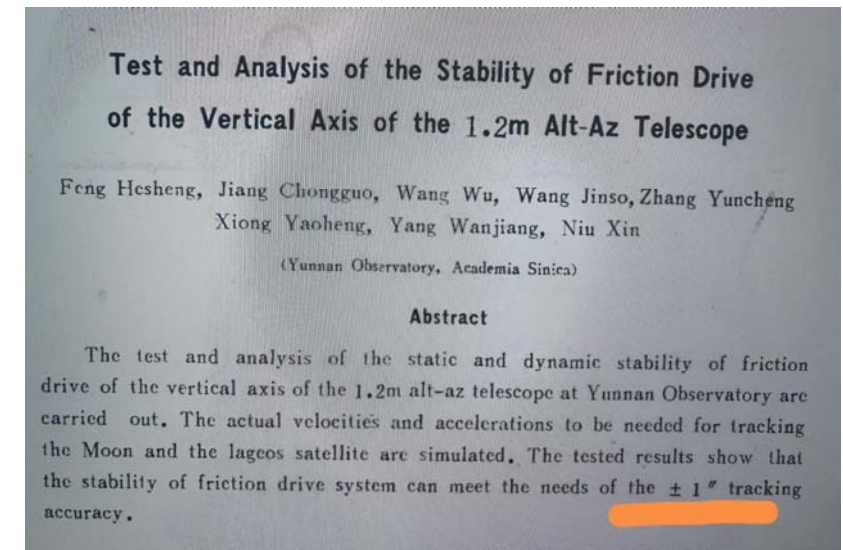 Test and Analysis of the Stability of Friction Drive
of the Vertical Axis of the 1.2m Alt-Az Telescope
Feng Hesheng, Jiang Chongguo, Wang Wu, Wang Jinso, Zhang Yuncheng
Xiong Yaoheng, Yang Wanjiang, Niu Xin
(Yunnan Observatory, Academia Sinica)
Abstract
The test and analysis of the static and dynamic stability of friction
drive of the vertical axis of the 1.2m alt-az telescope at Yunnan Observatory are
carried out. The actual velocities and accelerations to be needed for tracking
the Moon and the lageos satellite are simulated. The tested results show that
the stability of friction drive system can meet the needs of the ± 1″ tracking
accuracy.